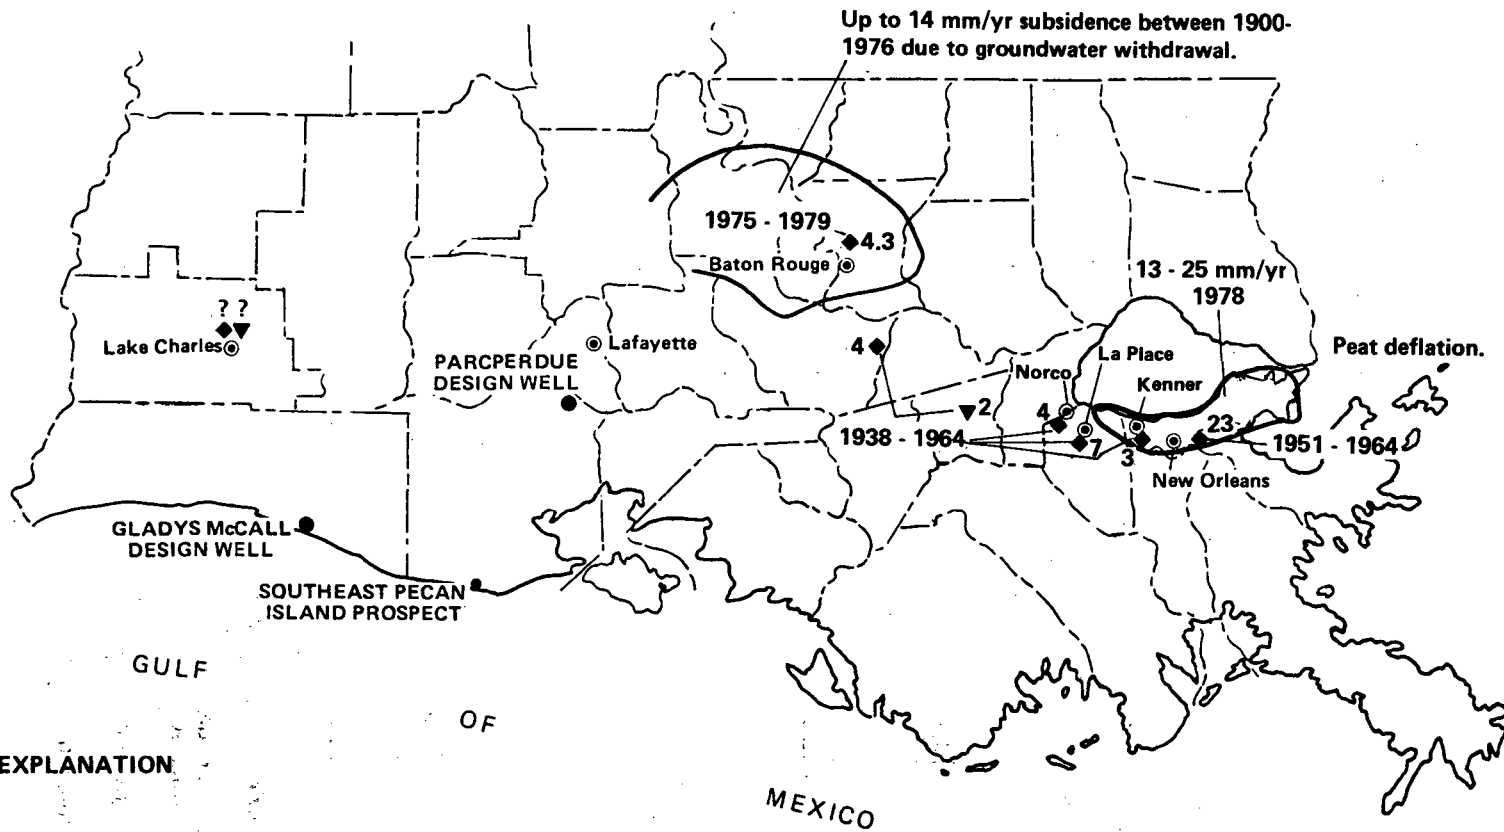 Up to 14 mm/yr subsidence between 1900-
1976 due to groundwater withdrawal.
1975 - 1979
4.3
Baton Rouge
13 - 25 mm/yr
1978
? ?
Lake Charles
Lafayette
PARCPERDUE
DESIGN WELL
4
La Place
Peat deflation.
Norco
Kenner
2
4
1938 - 1964
7
3
23
1951 - 1964
New Orleans
GLADYS McCALL
DESIGN WELL
SOUTHEAST PECAN
ISLAND PROSPECT
GULF
OF
MEXICO
EXPLANATION